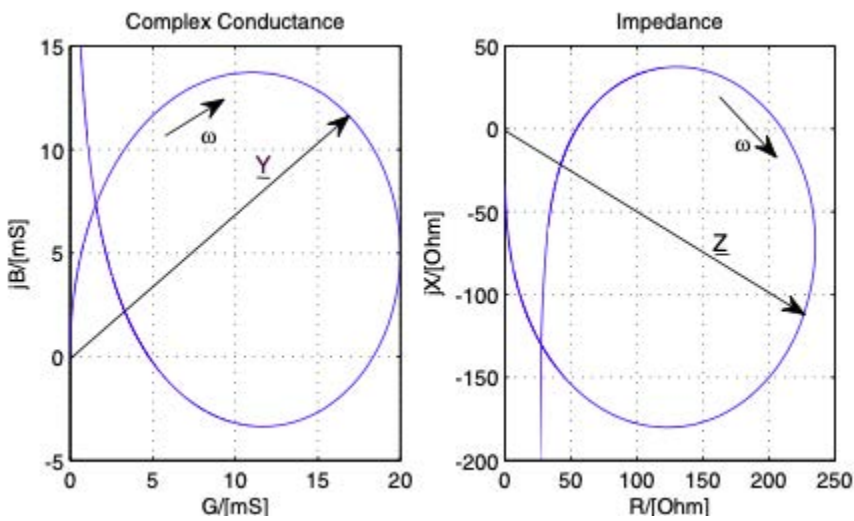 Complex Conductance
15
10
5
0
-5
0
5
10
15
20
jB/[mS]
G/[mS]
ω
Y
Impedance
50
0
-50
-100
-150
-200
0
50
100
150
200
250
jX/[Ohm]
R/[Ohm]
ω
Z